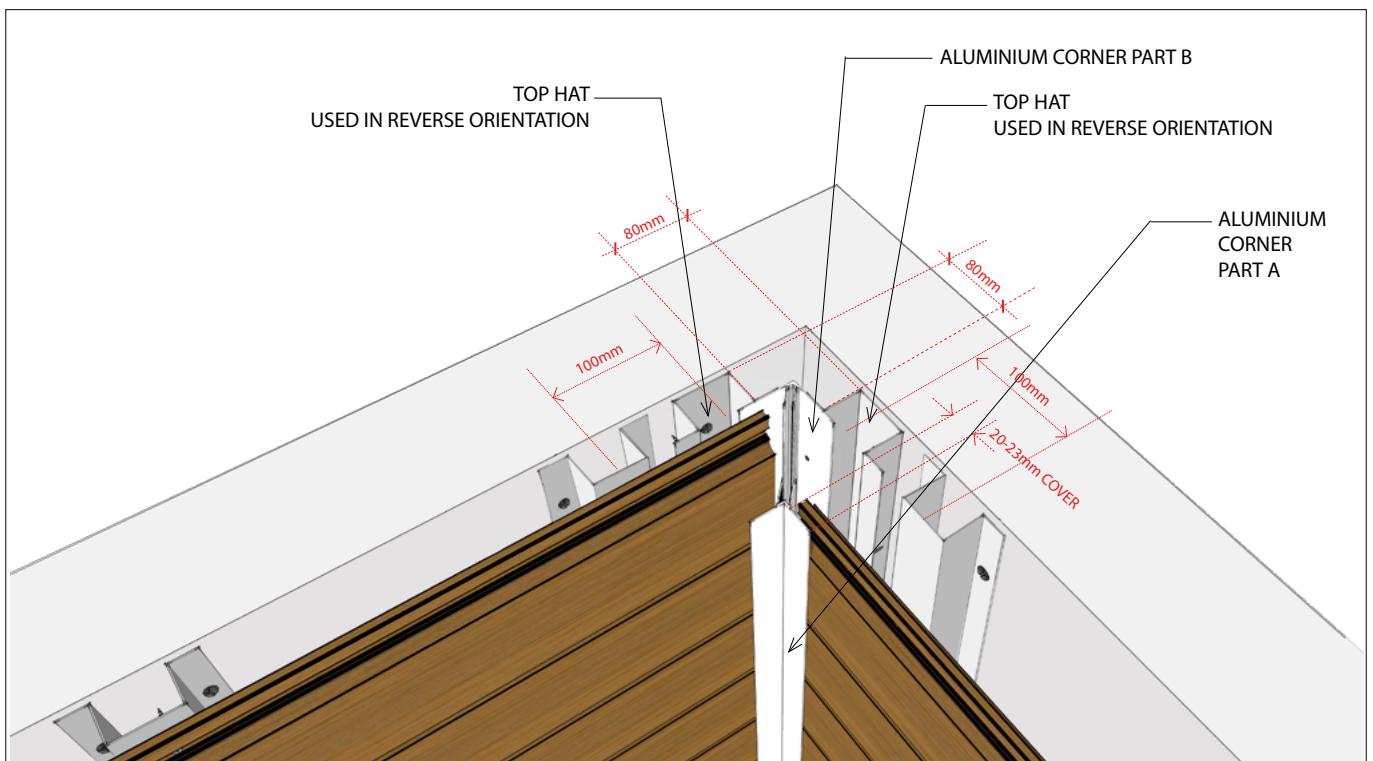 ALUMINIUM CORNER PART B
TOP HAT
USED IN REVERSE ORIENTATION
TOP HAT
USED IN REVERSE ORIENTATION
ALUMINIUM
CORNER
PART A
80mm
80mm
100mm
100mm
20-23mm COVER